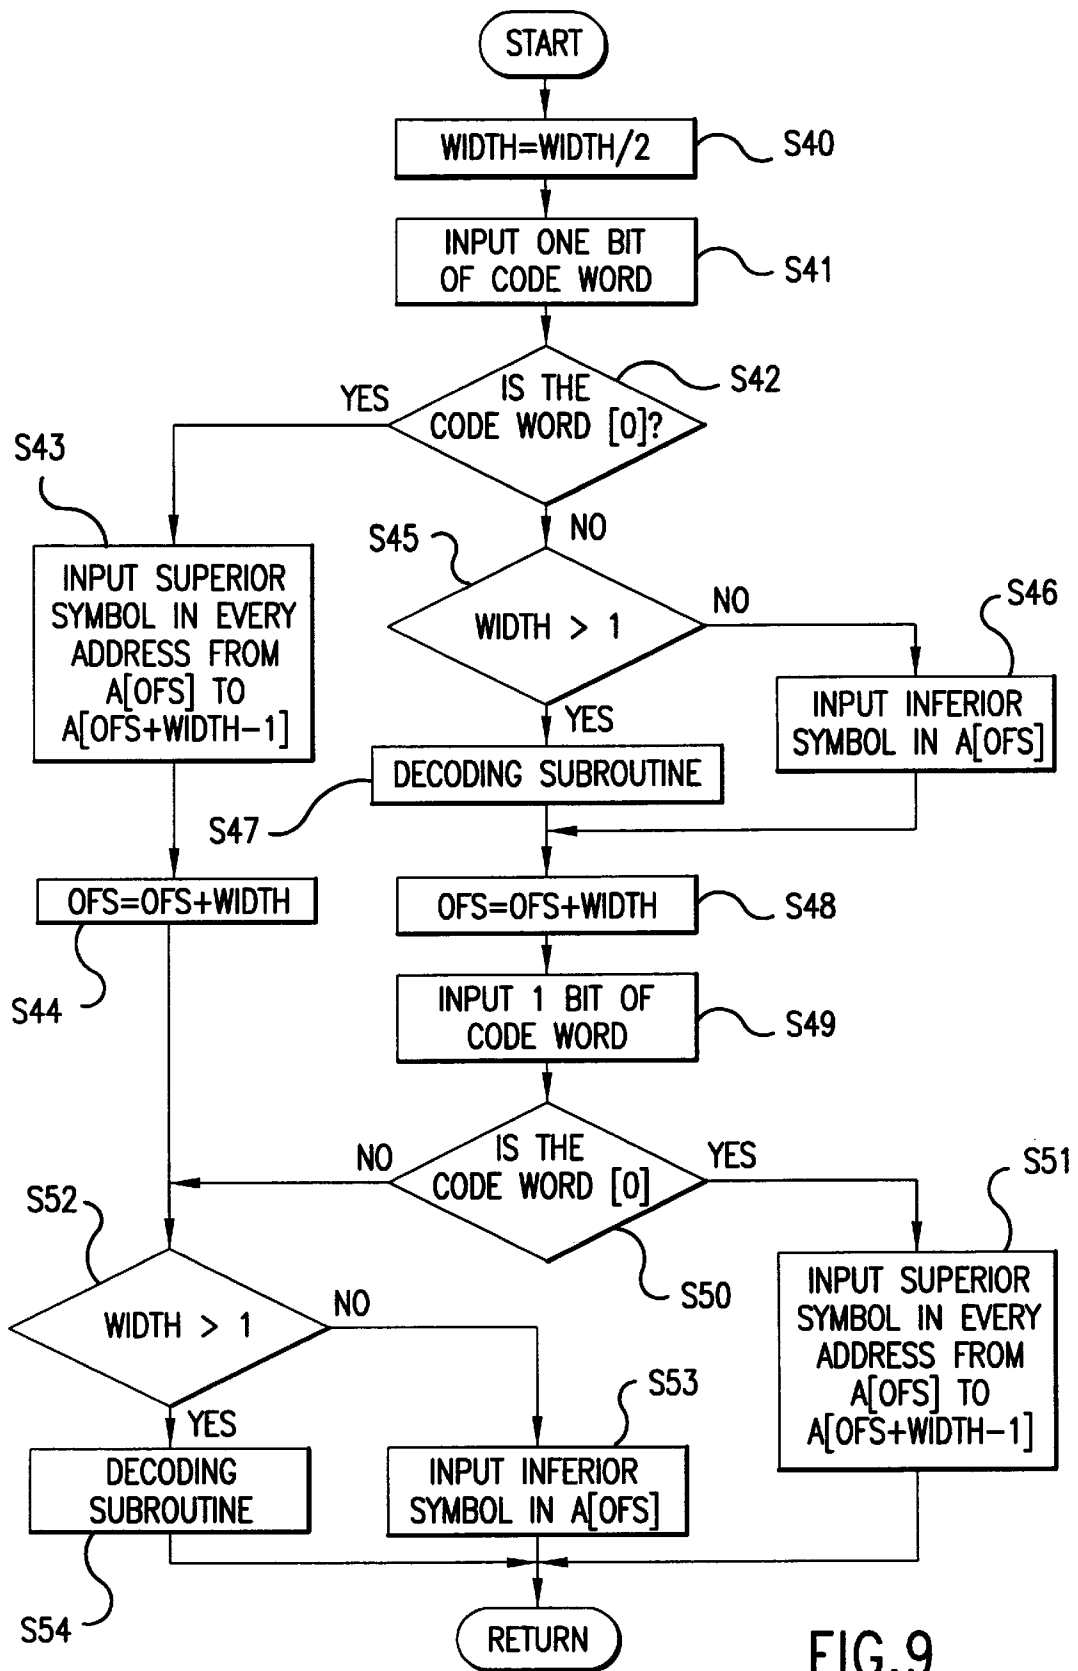 START
WIDTH=WIDTH/2
S40
INPUT ONE BIT
OF CODE WORD
S41
IS THE
CODE WORD [0]?
S42
YES
NO
S43
INPUT SUPERIOR
SYMBOL IN EVERY
ADDRESS FROM
A[OFS] TO
A[OFS+WIDTH-1]
S45
WIDTH > 1
NO
YES
S46
INPUT INFERIOR
SYMBOL IN A[OFS]
DECODING SUBROUTINE
S47
OFS=OFS+WIDTH
S44
OFS=OFS+WIDTH
S48
INPUT 1 BIT OF
CODE WORD
S49
IS THE
CODE WORD [0]
NO
YES
S50
S51
INPUT SUPERIOR
SYMBOL IN EVERY
ADDRESS FROM
A[OFS] TO
A[OFS+WIDTH-1]
S52
WIDTH > 1
NO
YES
S53
INPUT INFERIOR
SYMBOL IN A[OFS]
DECODING
SUBROUTINE
S54
RETURN
FIG.9